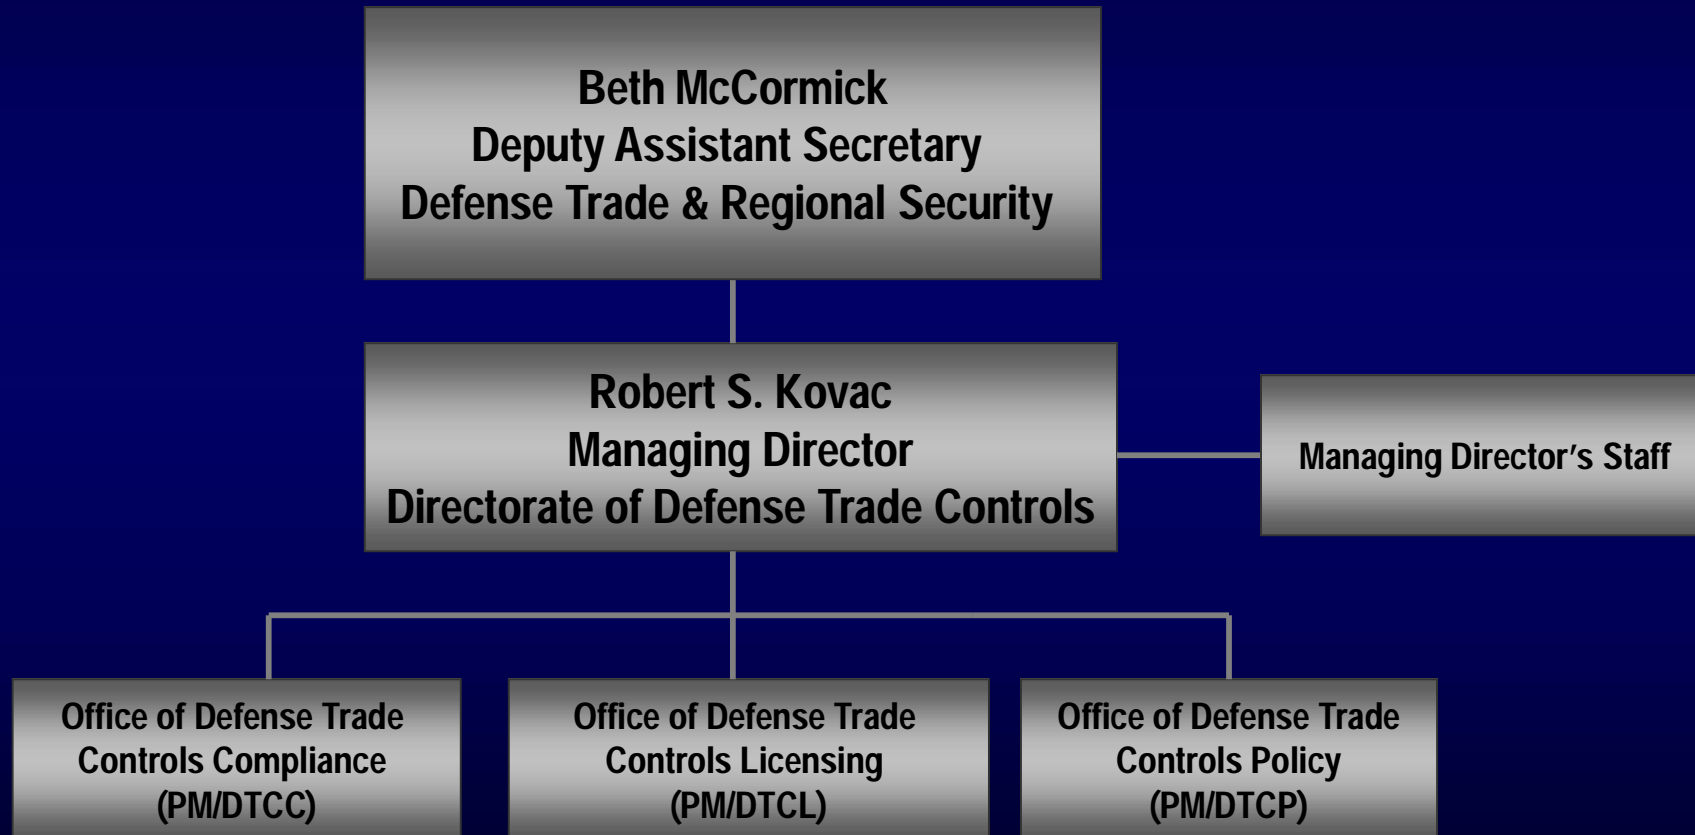 Beth McCormick
Deputy Assistant Secretary
Defense Trade & Regional Security
Robert S. Kovac
Managing Director
Directorate of Defense Trade Controls
Managing Director's Staff
Office of Defense Trade
Controls Compliance
(PM/DTCC)
Office of Defense Trade
Controls Licensing
(PM/DTCL)
Office of Defense Trade
Controls Policy
(PM/DTCP)